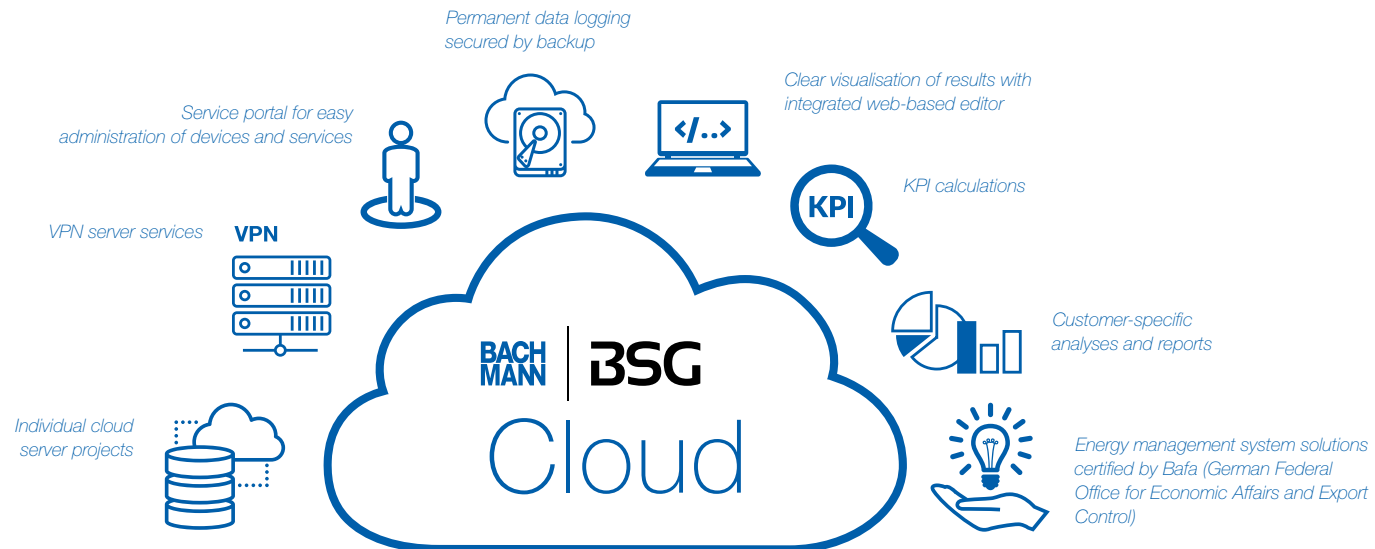 Permanent data logging
secured by backup
Clear visualisation of results with
integrated web-based editor
</..>
Service portal for easy
administration of devices and services
KPI
KPI calculations
VPN server services
VPN
Customer-specific
analyses and reports
BACH
MANN
BSG
Cloud
Individual cloud
server projects
Energy management system solutions
certified by Bafa (German Federal
Office for Economic Affairs and Export
Control)